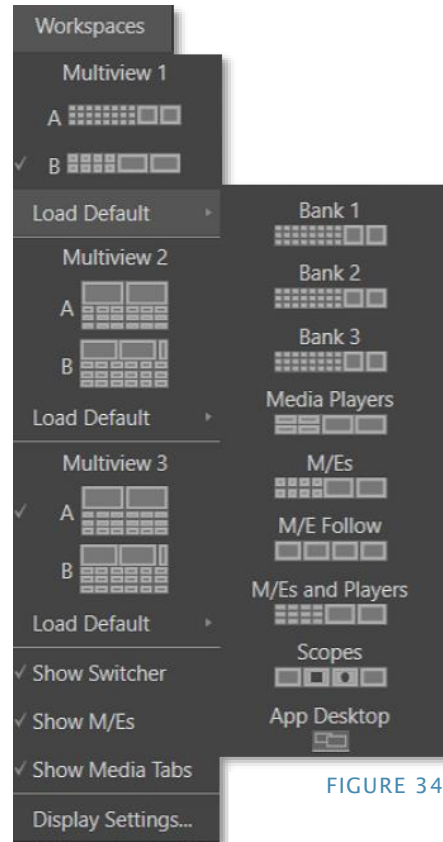 Workspaces
Multiview 1
A
✓ B
Load Default
Multiview 2
A
B
Load Default
Multiview 3
✓ A
B
Load Default
✓ Show Switcher
✓ Show M/Es
✓ Show Media Tabs
Display Settings...
Bank 1
Bank 2
Bank 3
Media Players
M/Es
M/E Follow
M/Es and Players
Scopes
App Desktop
FIGURE 34